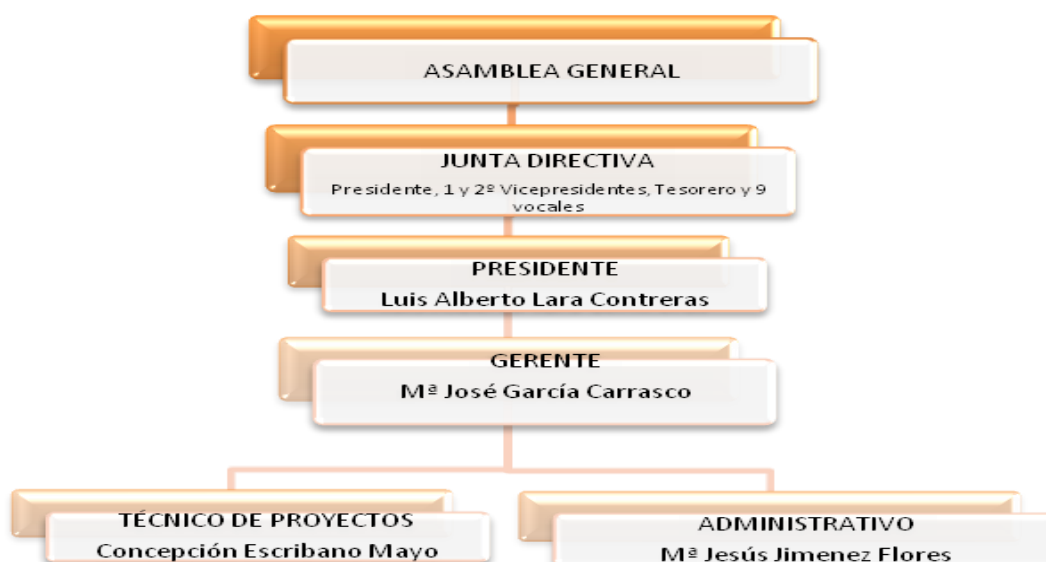 ASAMBLEA GENERAL
JUNTA DIRECTIVA
Presidente, 1 y 2º Vicepresidentes, Tesorero y 9
vocales
PRESIDENTE
Luis Alberto Lara Contreras
GERENTE
Mª José García Carrasco
TÉCNICO DE PROYECTOS
Concepción Escribano Mayo
ADMINISTRATIVO
Mª Jesús Jimenez Flores